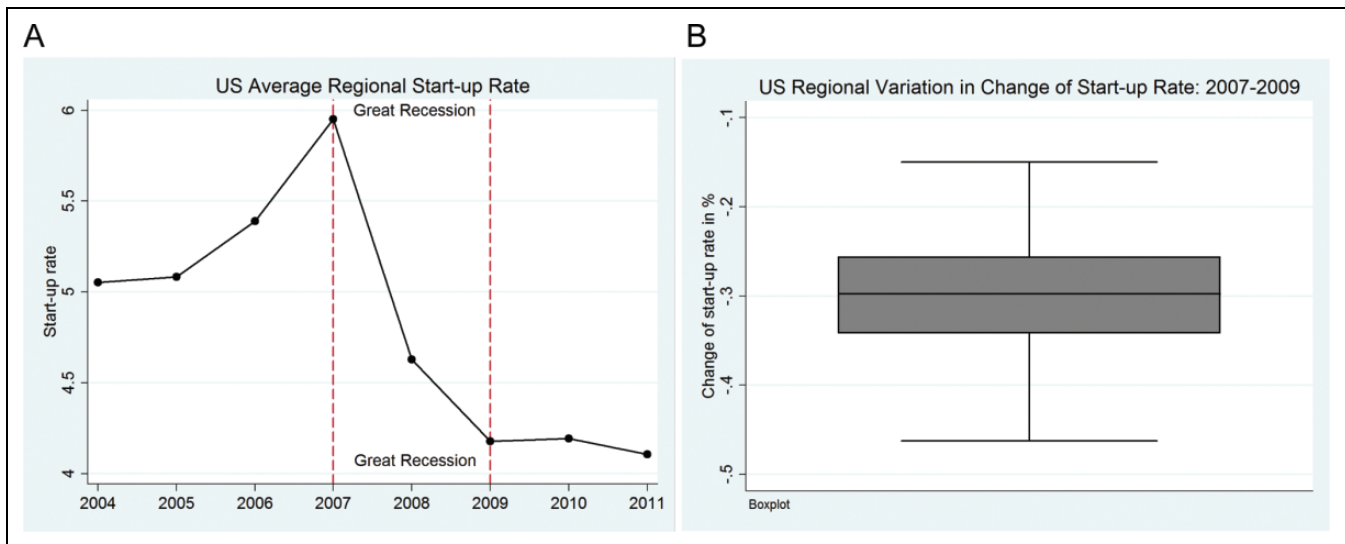 A
US Average Regional Start-up Rate
Great Recession
Start-up rate
6
5.5
5
4.5
4
Great Recession
2004 2005 2006 2007 2008 2009 2010 2011
B
US Regional Variation in Change of Start-up Rate: 2007-2009
Change of start-up rate in %
-.1
-.2
-.3
-.4
-.5
Boxplot